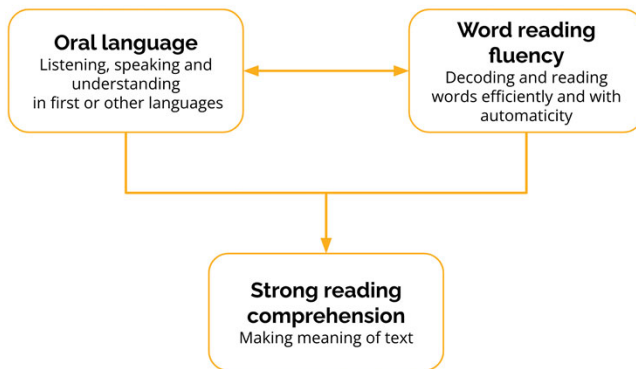 Oral language
Listening, speaking and
understanding
in first or other languages
Word reading
fluency
Decoding and reading
words efficiently and with
automaticity
Strong reading
comprehension
Making meaning of text